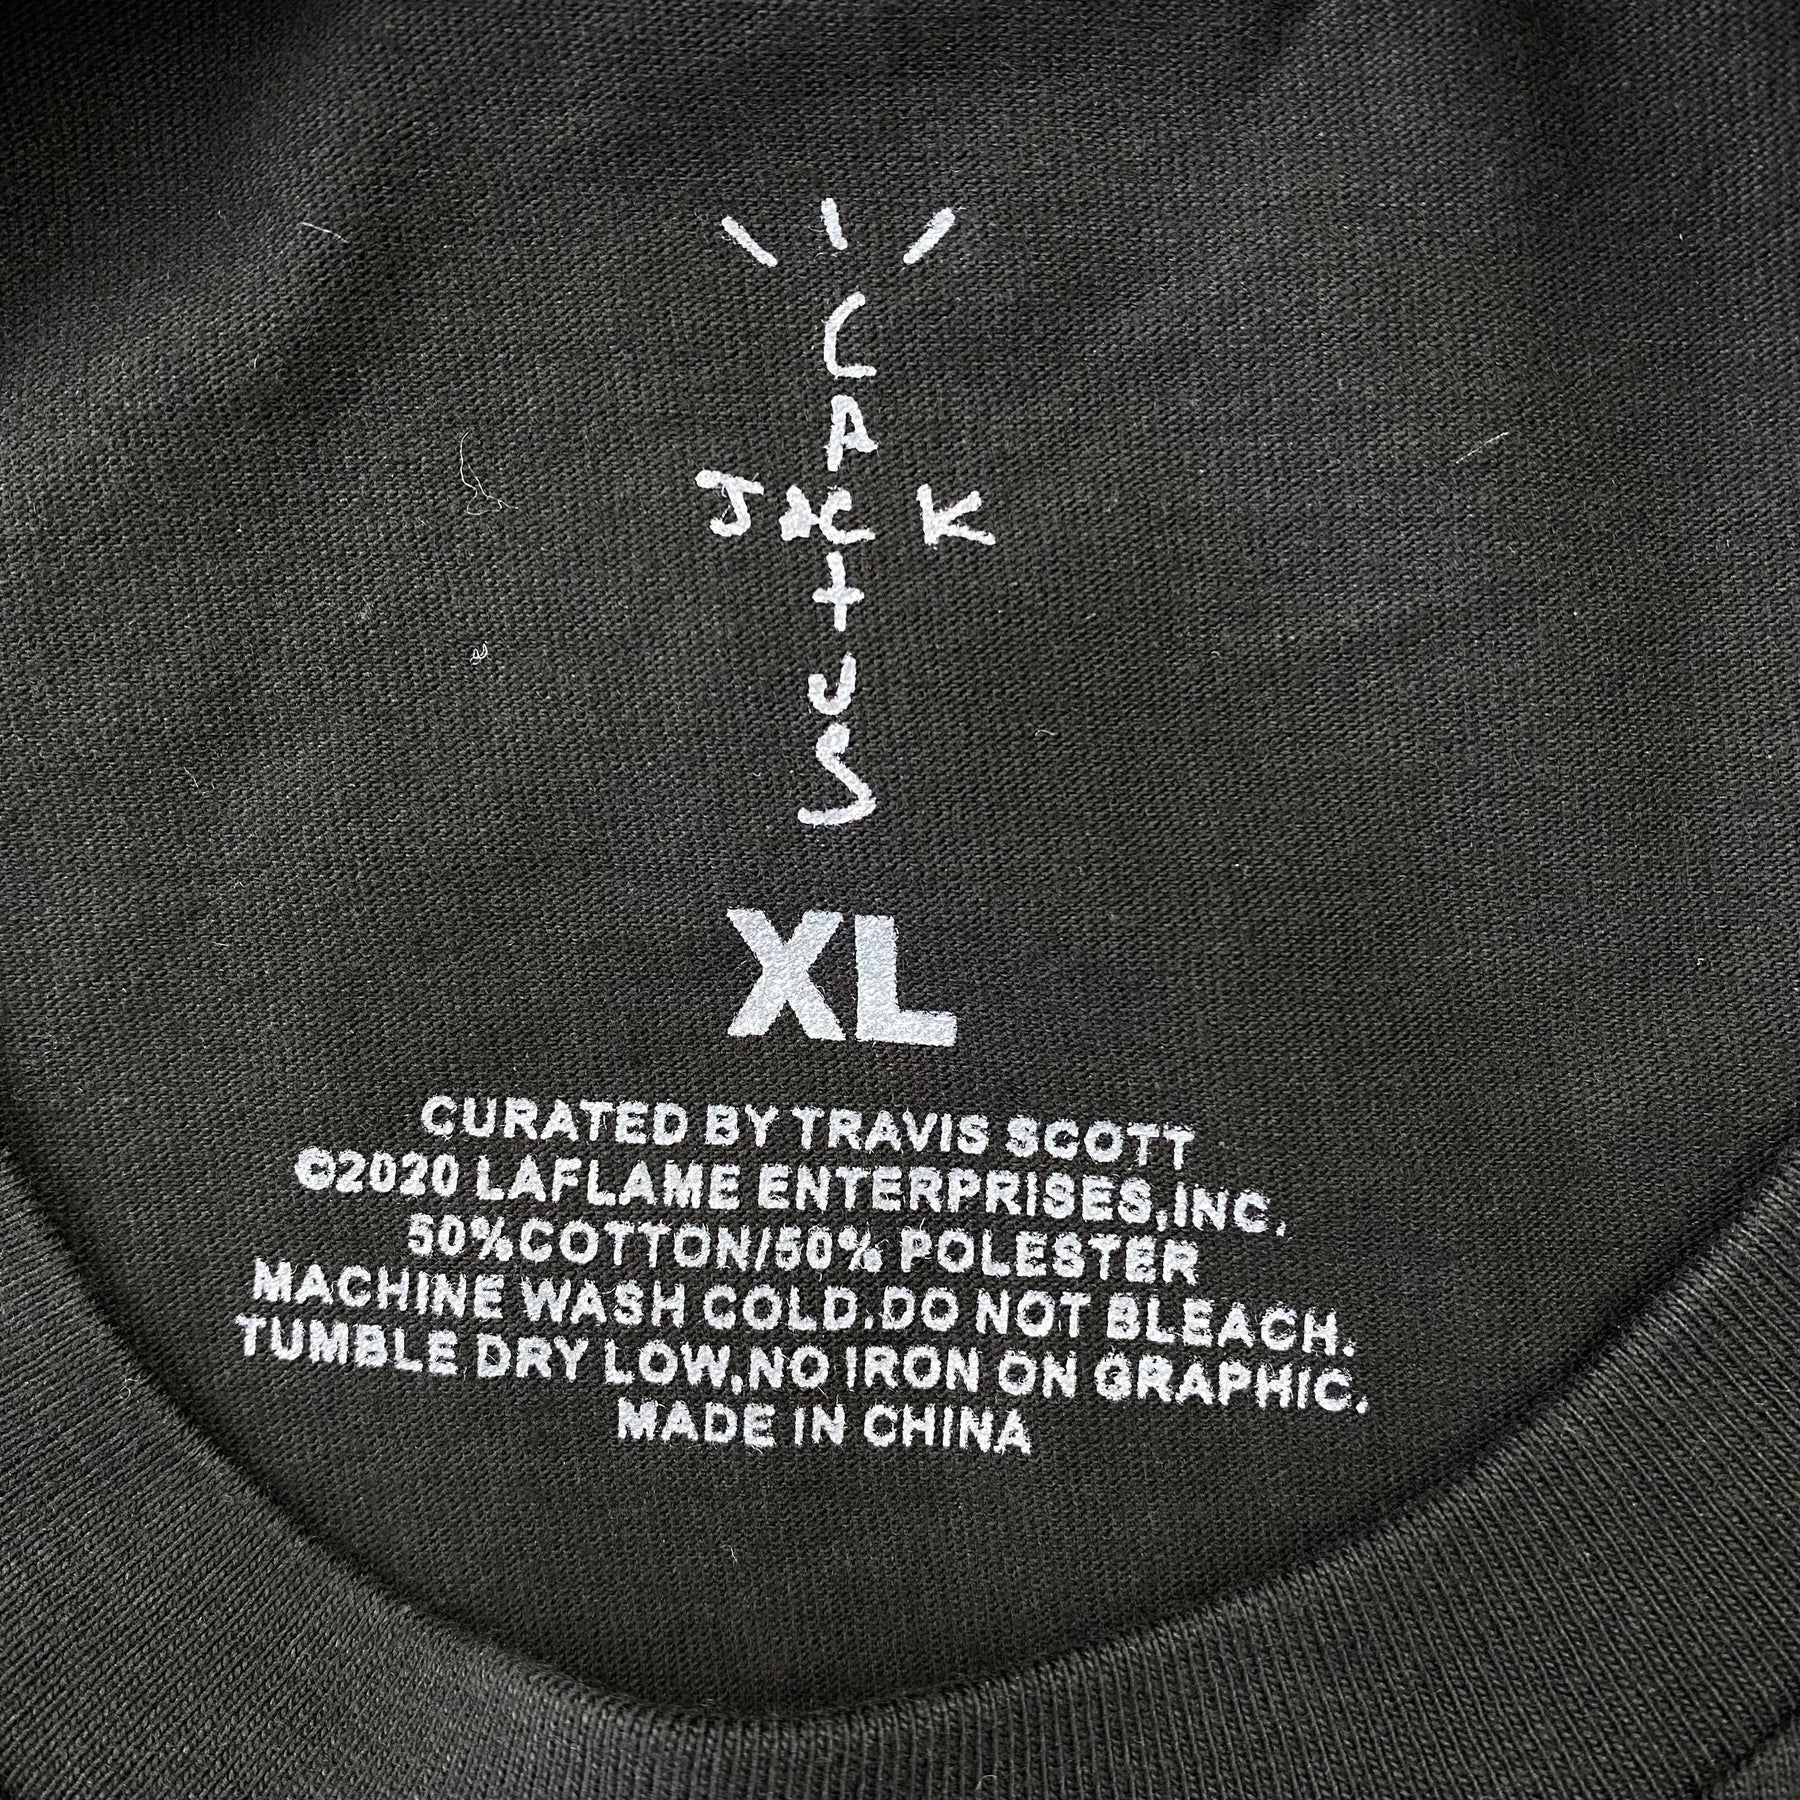 CACTUS
JACK
XL
CURATED BY TRAVIS SCOTT
©2020 LAFLAME ENTERPRISES,INC.
50%COTTON/50% POLESTER
MACHINE WASH COLD.DO NOT BLEACH.
TUMBLE DRY LOW,NO IRON ON GRAPHIC.
MADE IN CHINA